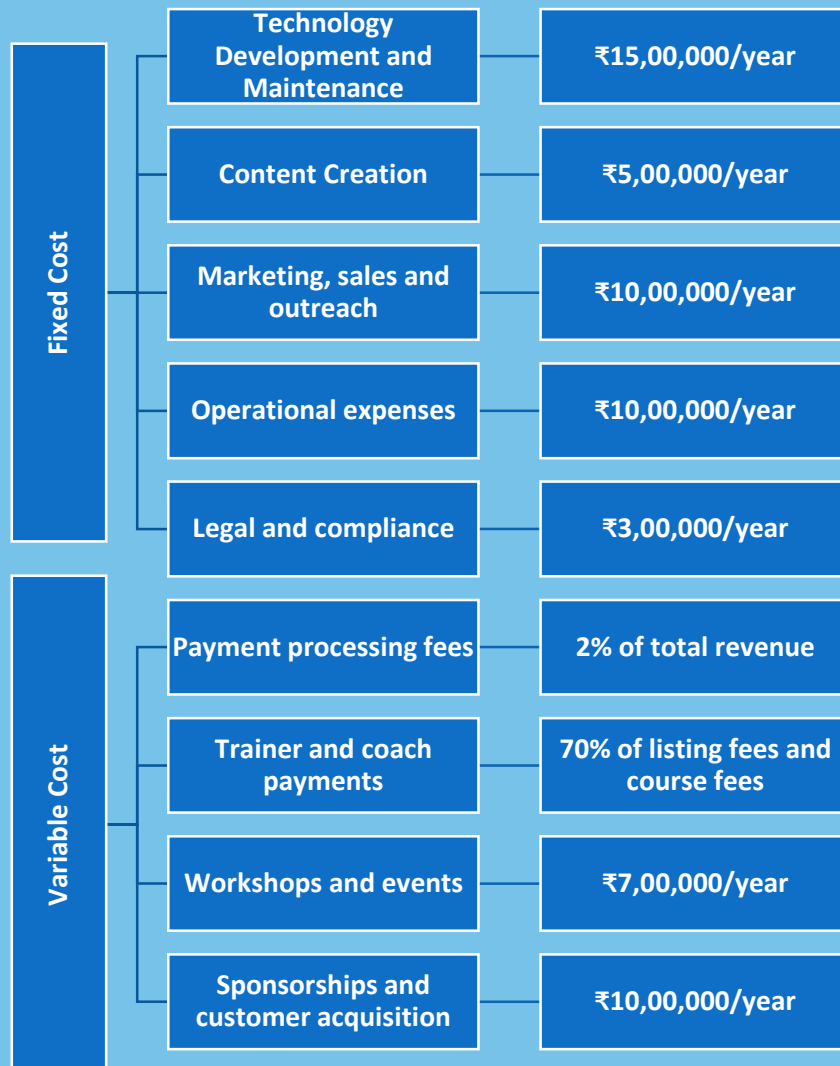 Fixed Cost
Technology
Development and
Maintenance
₹15,00,000/year
Content Creation
₹5,00,000/year
Marketing, sales and
outreach
₹10,00,000/year
Operational expenses
₹10,00,000/year
Legal and compliance
₹3,00,000/year
Variable Cost
Payment processing fees
2% of total revenue
Trainer and coach
payments
70% of listing fees and
course fees
Workshops and events
₹7,00,000/year
Sponsorships and
customer acquisition
₹10,00,000/year